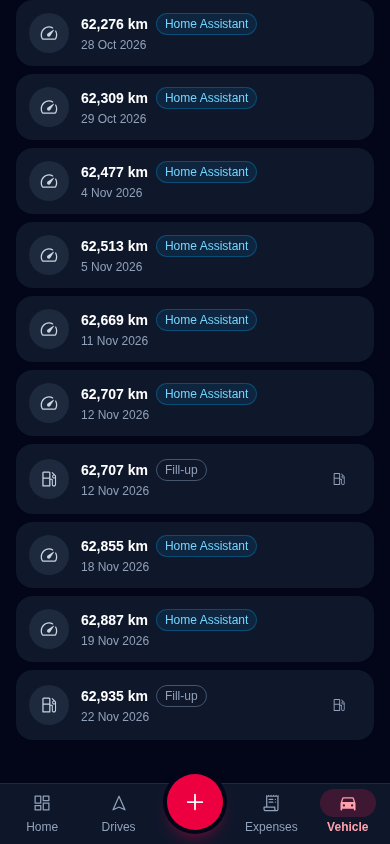 62,276 km Home Assistant
28 Oct 2026
62,309 km Home Assistant
29 Oct 2026
62,477 km Home Assistant
4 Nov 2026
62,513 km Home Assistant
5 Nov 2026
62,669 km Home Assistant
11 Nov 2026
62,707 km Home Assistant
12 Nov 2026
62,707 km Fill-up
12 Nov 2026
62,855 km Home Assistant
18 Nov 2026
62,887 km Home Assistant
19 Nov 2026
62,935 km Fill-up
22 Nov 2026
Home Drives Expenses Vehicle